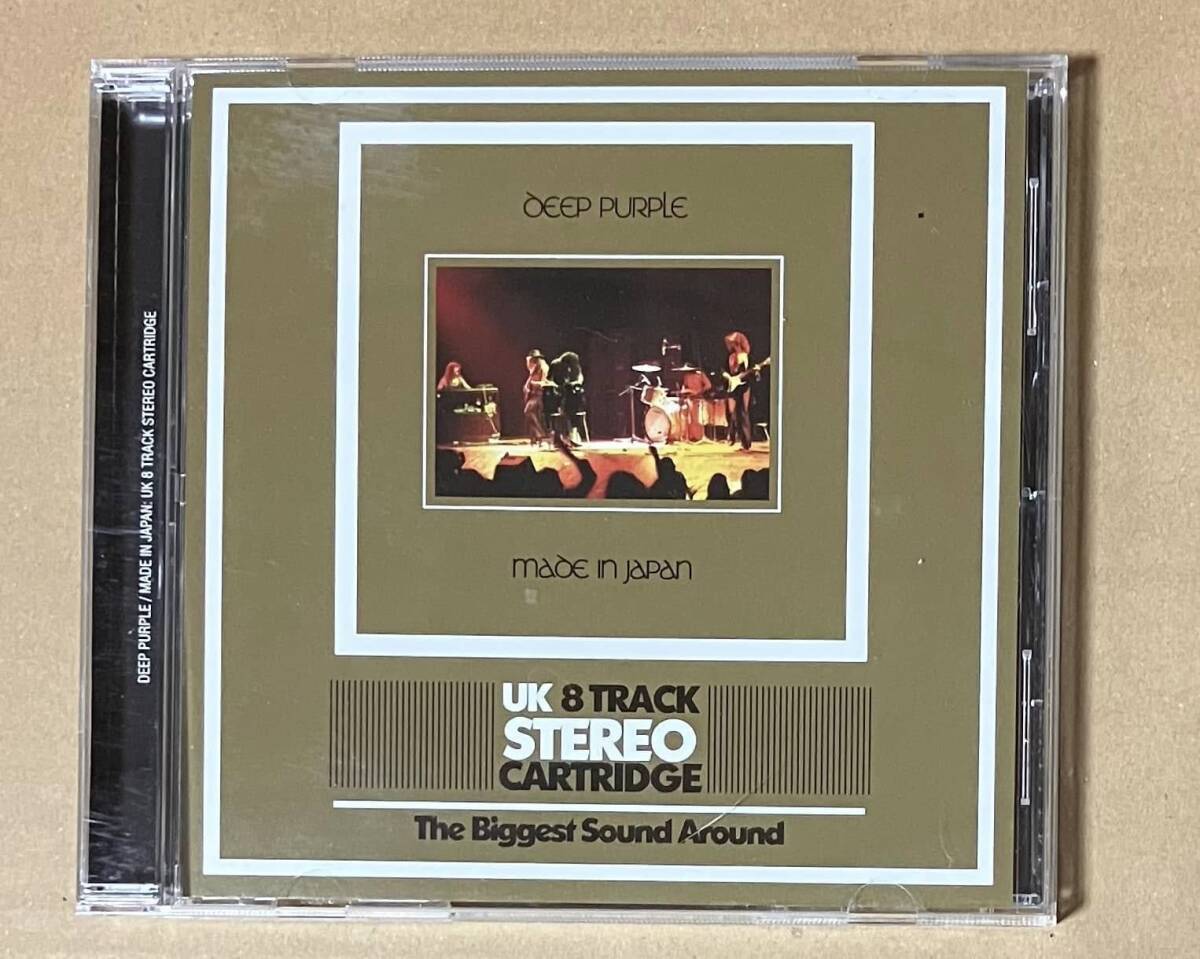 DEEP PURPLE / MADE IN JAPAN: UK 8 TRACK STEREO CARTRIDGE
DEEP PURPLE
MADE IN JAPAN
UK 8 TRACK
STEREO
CARTRIDGE
The Biggest Sound Around